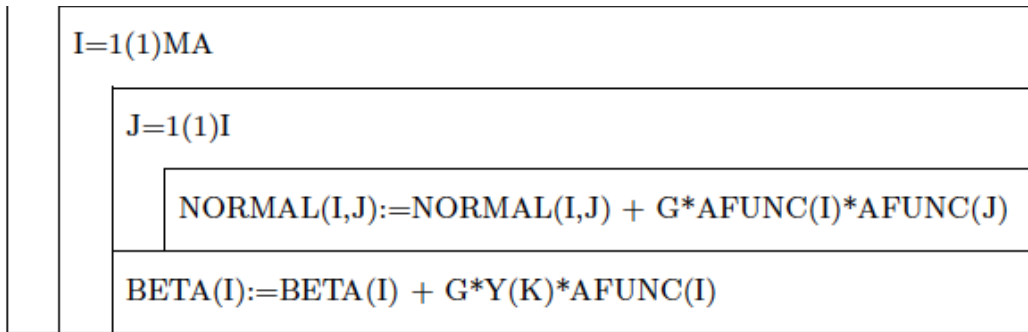 I=1(1)MA
J=1(1)I
NORMAL(I,J):=NORMAL(I,J) + G*AFUNC(I)*AFUNC(J)
BETA(I):=BETA(I) + G*Y(K)*AFUNC(I)